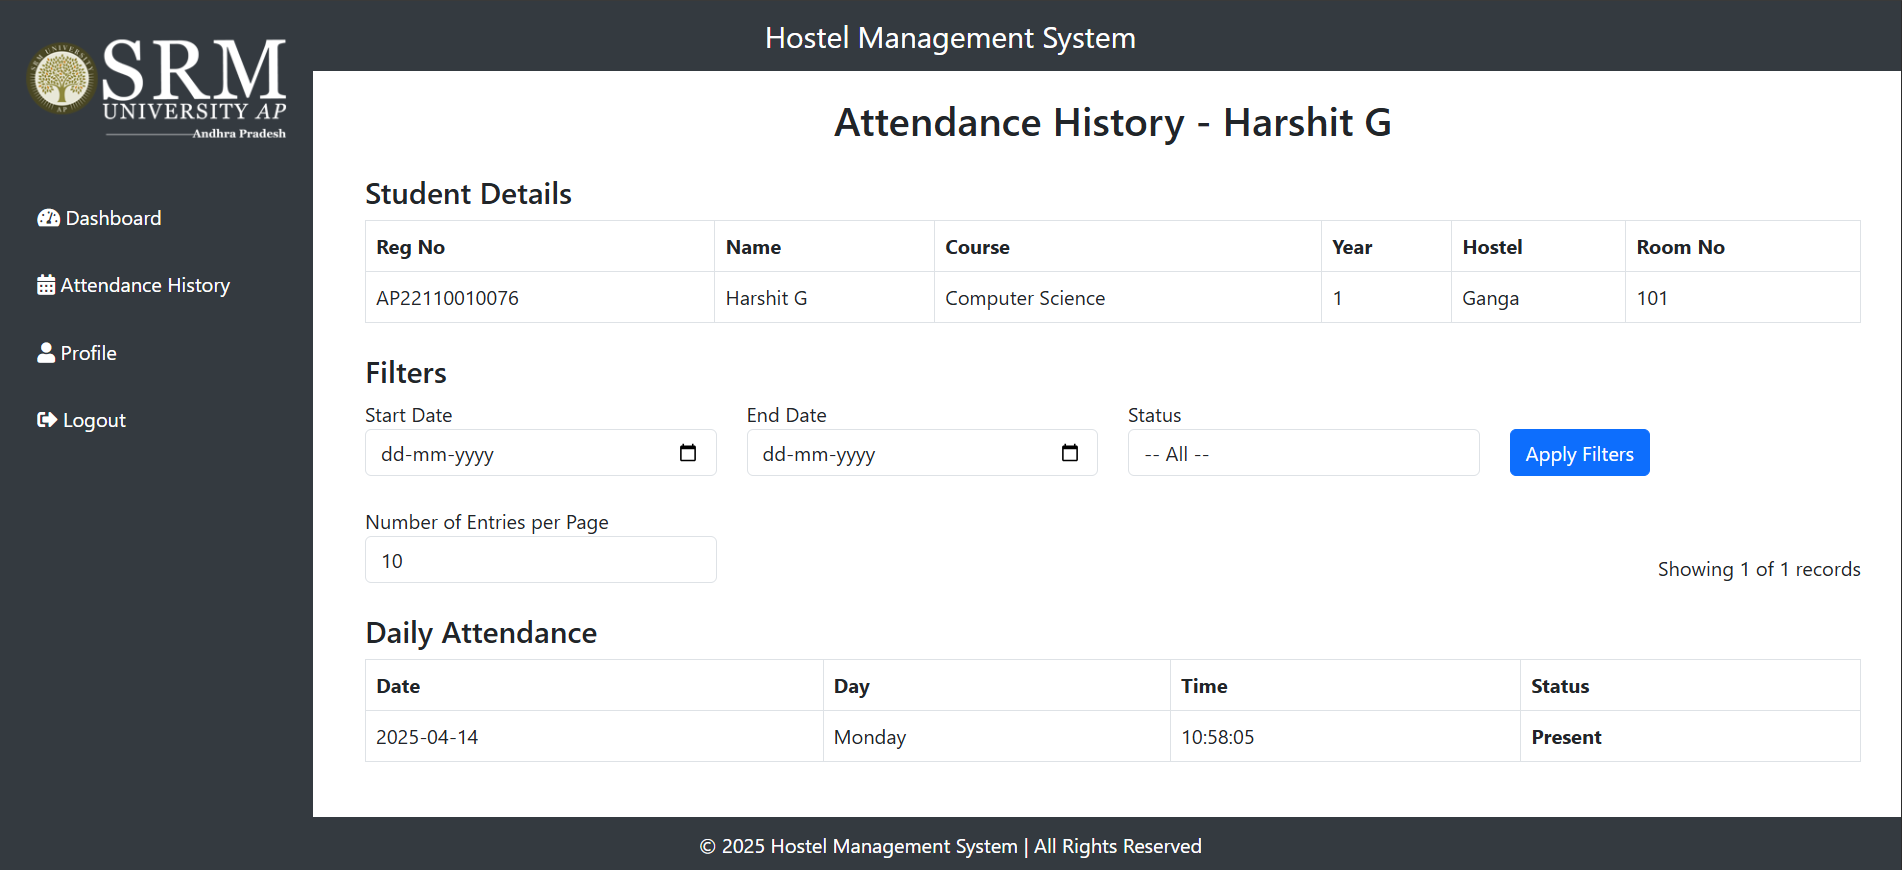 Hostel Management System
SRM
UNIVERSITY AP
Andhra Pradesh
Dashboard
Attendance History
Profile
Logout
Attendance History - Harshit G
Student Details
Reg No Name Course Year Hostel Room No
AP22110010076 Harshit G Computer Science 1 Ganga 101
Filters
Start Date End Date Status
dd-mm-yyyy dd-mm-yyyy -- All -- Apply Filters
Number of Entries per Page
10
Showing 1 of 1 records
Daily Attendance
Date Day Time Status
2025-04-14 Monday 10:58:05 Present
© 2025 Hostel Management System | All Rights Reserved